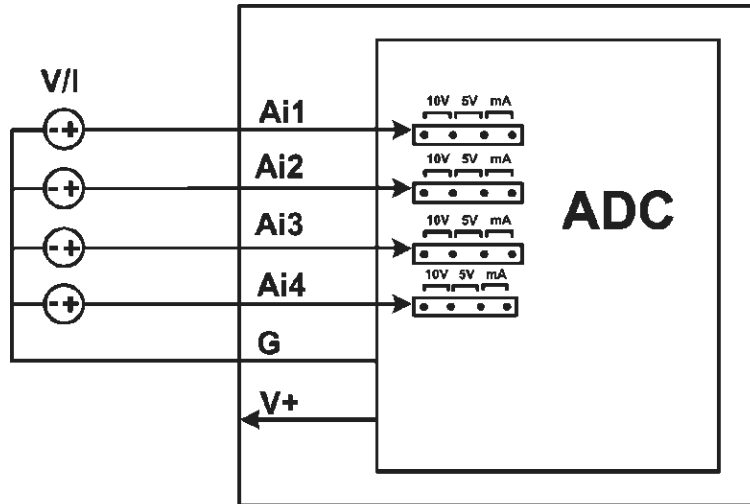 V/I
- +
Ai1
10V 5V mA
- +
Ai2
10V 5V mA
ADC
- +
Ai3
10V 5V mA
- +
Ai4
10V 5V mA
G
V+